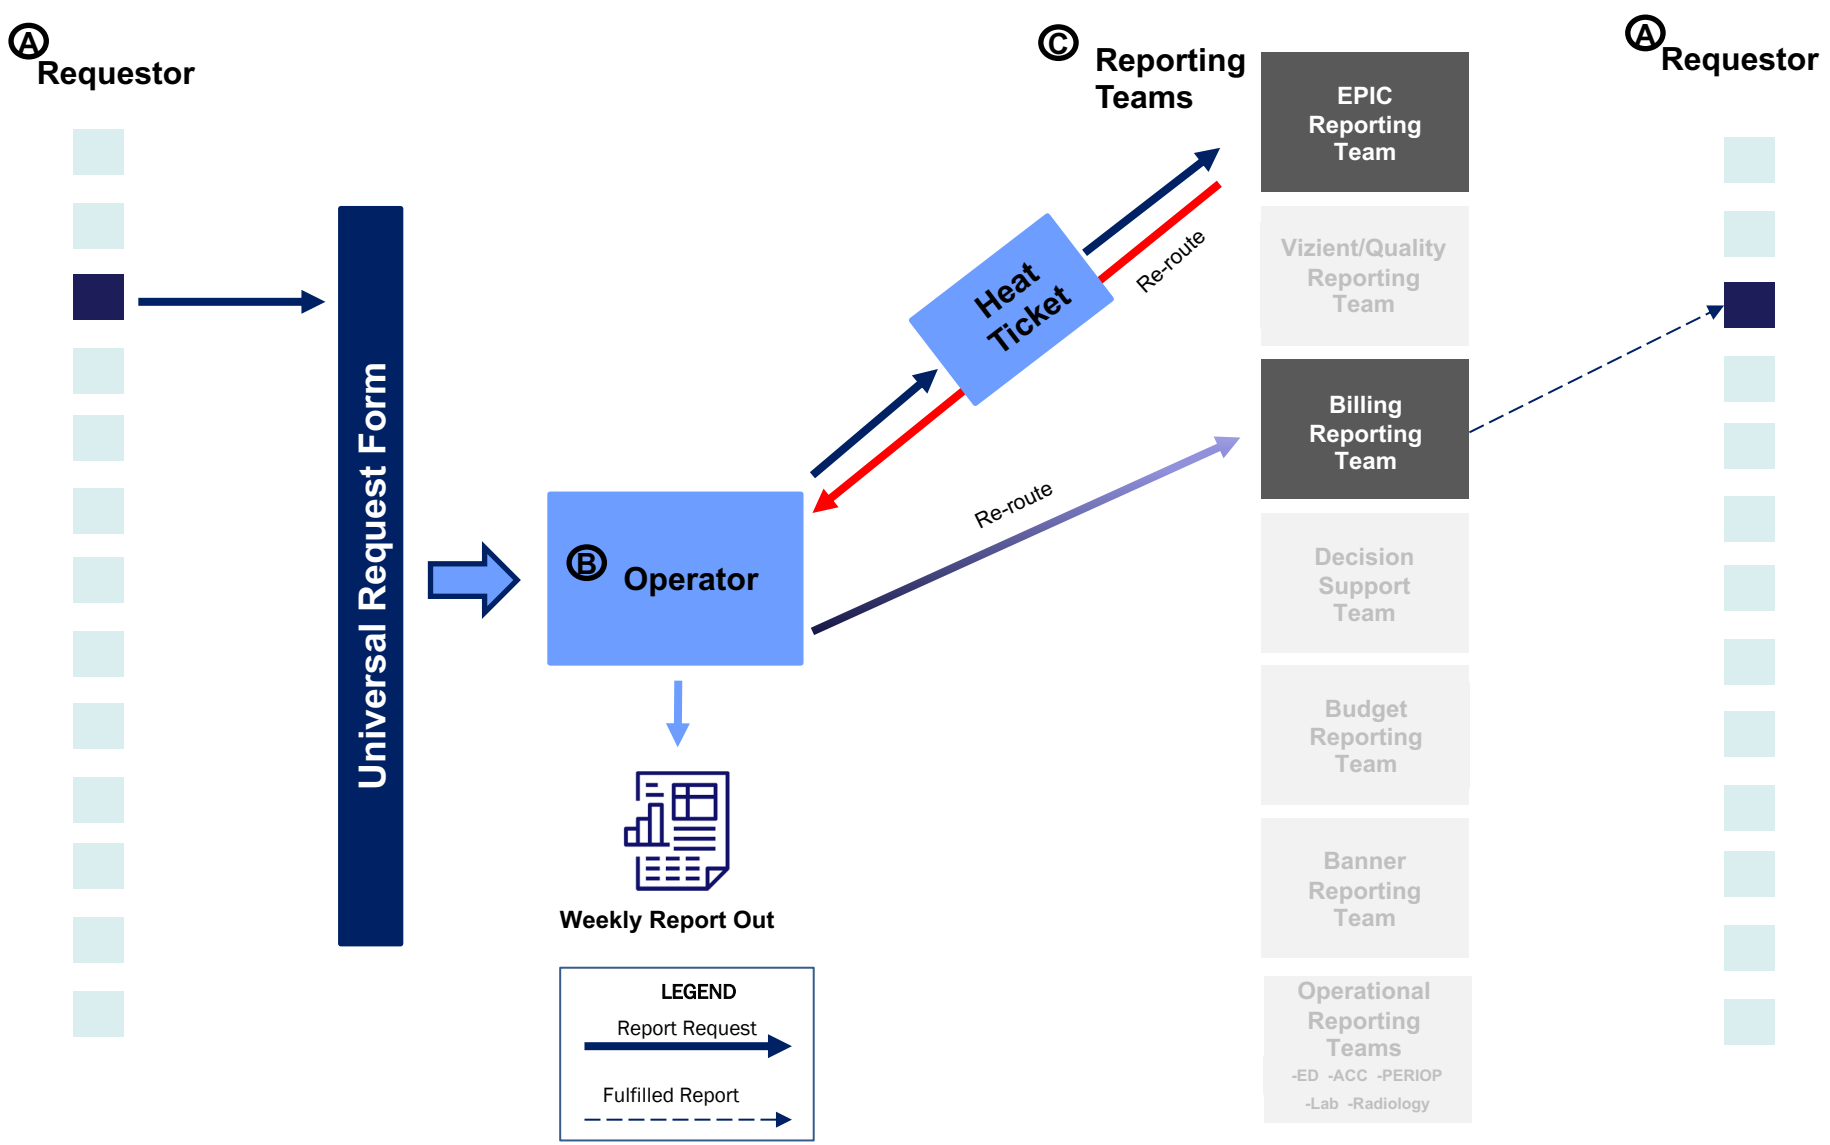 A
Requestor
Universal Request Form
B
Operator
Weekly Report Out
LEGEND
Report Request
Fulfilled Report
Heat
Ticket
Re-route
Re-route
C
Reporting
Teams
EPIC
Reporting
Team
Vizient/Quality
Reporting
Team
Billing
Reporting
Team
Decision
Support
Team
Budget
Reporting
Team
Banner
Reporting
Team
Operational
Reporting
Teams
-ED -ACC -PERIOP
-Lab -Radiology
A
Requestor